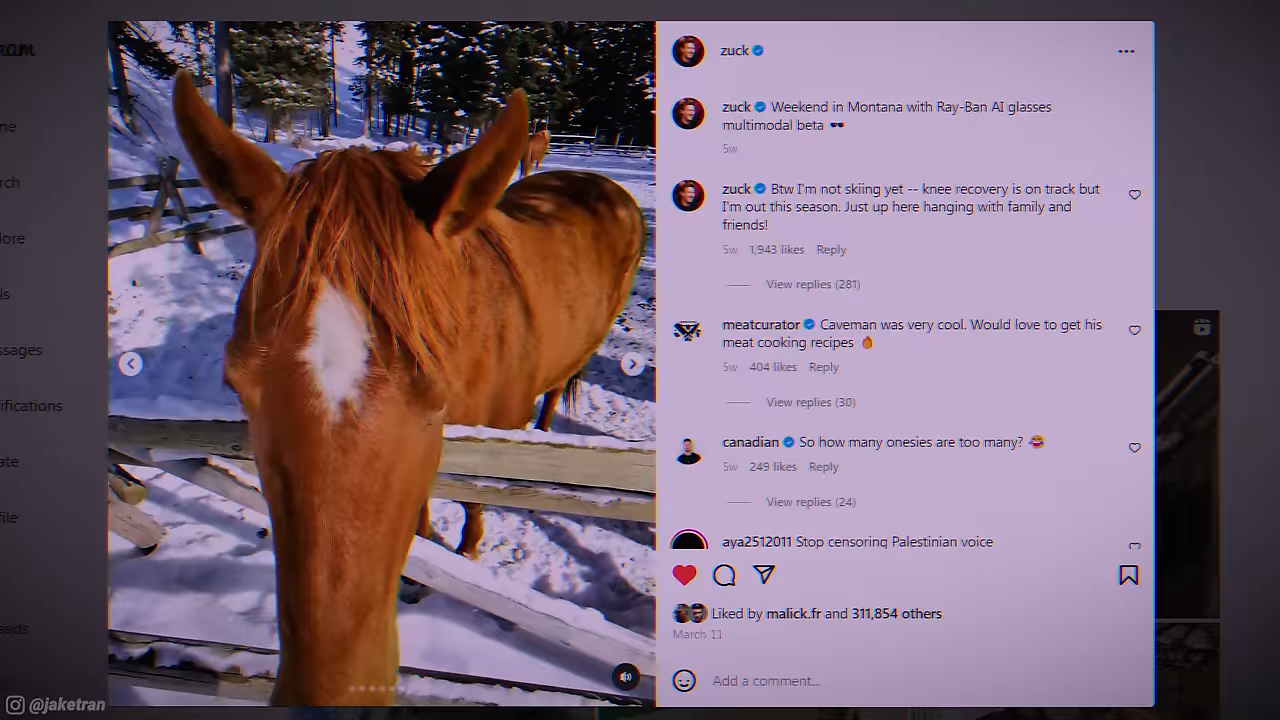 zuck
zuck Weekend in Montana with Ray-Ban AI glasses
multimodal beta 🕶️
5w
zuck Btw I'm not skiing yet -- knee recovery is on track but
I'm out this season. Just up here hanging with family and
friends!
5w 1,943 likes Reply
View replies (281)
meatcurator Caveman was very cool. Would love to get his
meat cooking recipes 🔥
5w 404 likes Reply
View replies (30)
canadian So how many onesies are too many? 😂
5w 249 likes Reply
View replies (24)
aya2512011 Stop censoring Palestinian voice
Liked by malick.fr and 311,854 others
March 11
Add a comment...
@jaketran